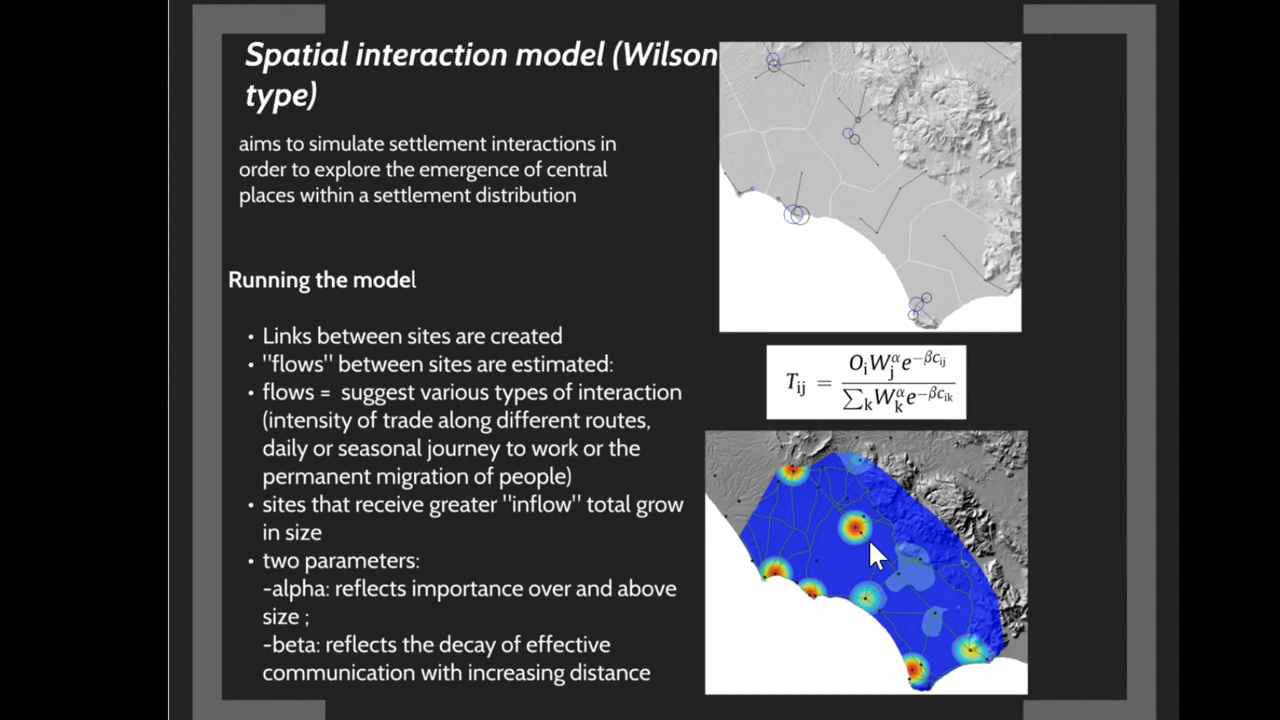 Spatial interaction model (Wilson
type)
aims to simulate settlement interactions in
order to explore the emergence of central
places within a settlement distribution
Running the model
• Links between sites are created
• "flows" between sites are estimated:
• flows = suggest various types of interaction
(intensity of trade along different routes,
daily or seasonal journey to work or the
permanent migration of people)
• sites that receive greater "inflow" total grow
in size
• two parameters:
-alpha: reflects importance over and above
size ;
-beta: reflects the decay of effective
communication with increasing distance
T_ij = O_i W_j^α e^{−βc_ij} / ∑_k W_k^α e^{−βc_ik}